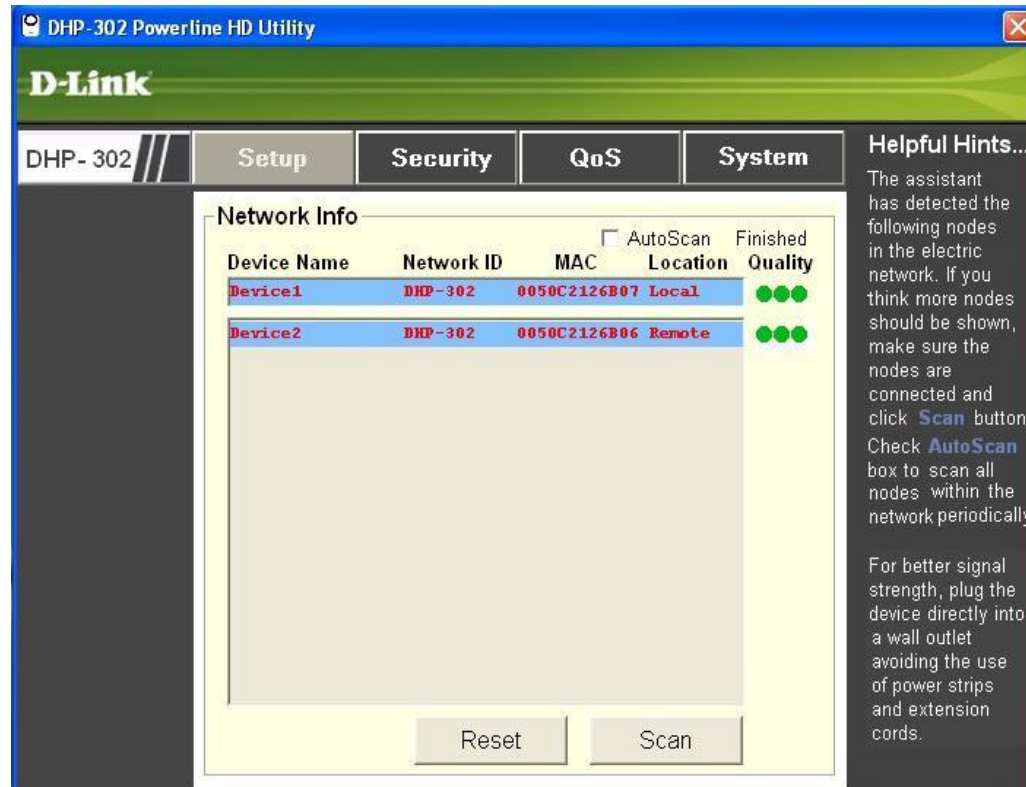 DHP-302 Powerline HD Utility
D-Link
DHP- 302
Setup
Security
QoS
System
Network Info
AutoScan Finished
Device Name Network ID MAC Location Quality
Device1 DHP-302 0050C2126B07 Local
Device2 DHP-302 0050C2126B06 Remote
Reset
Scan
Helpful Hints...
The assistant
has detected the
following nodes
in the electric
network. If you
think more nodes
should be shown,
make sure the
nodes are
connected and
click Scan button
Check AutoScan
box to scan all
nodes within the
network periodically
For better signal
strength, plug the
device directly into
a wall outlet
avoiding the use
of power strips
and extension
cords.